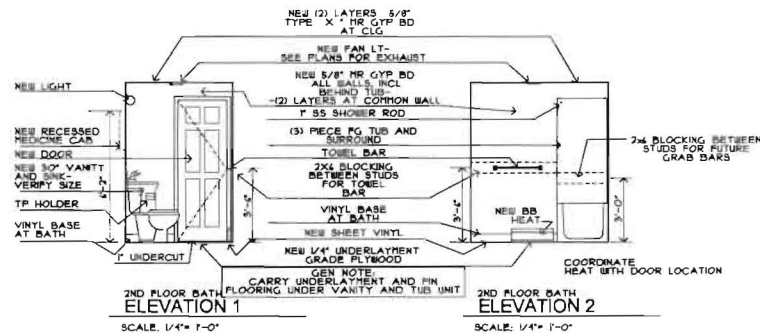 NEW (2) LAYERS 5/8"
TYPE X " MR GYP BD
AT CLG
NEW FAN LT-
SEE PLANS FOR EXHAUST
NEW LIGHT
NEW 5/8" MR GYP BD
ALL WALLS, INCL
BEHIND TUB-
-(2) LAYERS AT COMMON WALL
1" SS SHOWER ROD
NEW RECESSED
MEDICINE CAB
(3) PIECE FG TUB AND
SURROUND
2x6 BLOCKING BETWEEN
STUDS FOR FUTURE
GRAB BARS
NEW DOOR
TOWEL BAR
NEW 30" VANITY
AND SINK-
VERIFY SIZE
6'-2"
2X6 BLOCKING
BETWEEN STUDS
FOR TOWEL
BAR
TP HOLDER
3'-6"
3'-6"
3'-0"
VINYL BASE
AT BATH
VINYL BASE
AT BATH
NEW BB
HEAT
NEW SHEET VINYL
1" UNDERCUT
NEW 1/4" UNDERLAYMENT
GRADE PLYWOOD
GEN NOTE:
CARRY UNDERLAYMENT AND FIN
FLOORING UNDER VANITY AND TUB UNIT
COORDINATE
HEAT WITH DOOR LOCATION
2ND FLOOR BATH
ELEVATION 1
SCALE: 1/4"= 1'-0"
2ND FLOOR BATH
ELEVATION 2
SCALE: 1/4"= 1'-0"